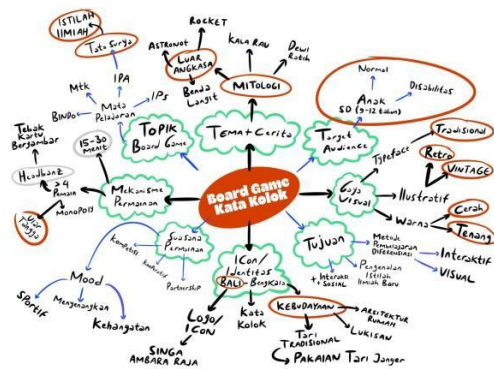 ISTILAH
ILMIAH
Tata Surya
IPA
Mtk
IPS
BINDO
Mata
Pelajaran
TOPIK
Board Game
ROCKET
ASTRONOT
LUAR
ANGKASA
Benda
Langit
KALA RAU
Dewi
Ratih
MITOLOGI
Tema + Cerita
Normal
Disabilitas
Anak
SD (9-12 tahun)
Target
Audience
Tebak
Kartu
Bergambar
15-30
menit
Headbanz
Pemain
Ular
Tangga
MONOPOLY
Mekanisme
Permainan
Board Game
Kata Kolok
Gaya
Visual
Typeface
Tradisional
Retro
VINTAGE
Ilustratif
Warna
Cerah
Tenang
Suasana
Permainan
Kompetisi
Kooperatif
Partnership
Mood
Sportif
Mengenangkan
Kehangatan
ICON/
Identitas
BALI - Bengkala
Logo/
ICON
SINGA
AMBARA RAJA
Kata
Kolok
KEBUDAYAAN
ARSITEKTUR
RUMAH
LUKISAN
Tari
TRADISIONAL
PAKAIAN Tari Janger
Tujuan
Metode
Pembelajaran
DIFERENSIASI
Interaktif
VISUAL
Pengenalan
Istilah
Ilmiah Baru
+ Interaksi
SOSIAL